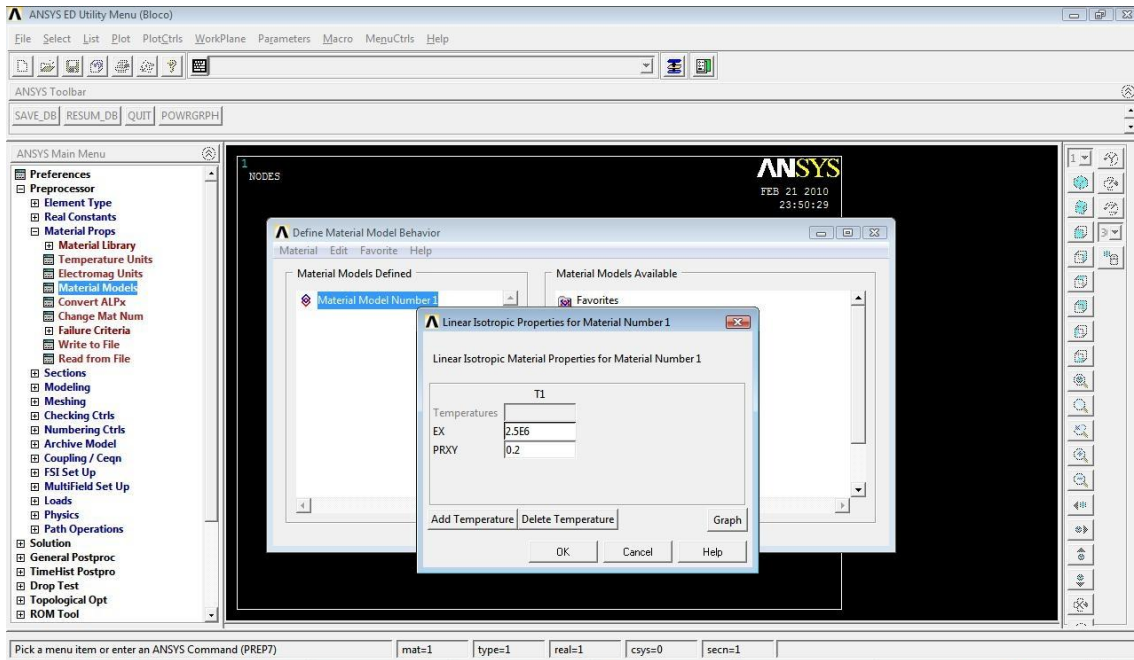 ANSYS ED Utility Menu (Bloco)
File Select List Plot PlotCtrls WorkPlane Parameters Macro MenuCtrls Help
ANSYS Toolbar
SAVE_DB RESUM_DB QUIT POWRGRPH
ANSYS Main Menu
Preferences
Preprocessor
Element Type
Real Constants
Material Props
Material Library
Temperature Units
Electromag Units
Material Models
Convert ALPx
Change Mat Num
Failure Criteria
Write to File
Read from File
Sections
Modeling
Meshing
Checking Ctrls
Numbering Ctrls
Archive Model
Coupling / Ceqn
FSI Set Up
MultiField Set Up
Loads
Physics
Path Operations
Solution
General Postproc
TimeHist Postpro
Drop Test
Topological Opt
ROM Tool
1
NODES
ANSYS
FEB 21 2010
23:50:29
Define Material Model Behavior
Material Edit Favorite Help
Material Models Defined
Material Models Available
Material Model Number 1
Favorites
Linear Isotropic Properties for Material Number 1
Linear Isotropic Material Properties for Material Number 1
T1
Temperatures
EX 2.5E6
PRXY 0.2
Add Temperature Delete Temperature Graph
OK Cancel Help
1
3
Pick a menu item or enter an ANSYS Command (PREP7) mat=1 type=1 real=1 csys=0 secn=1